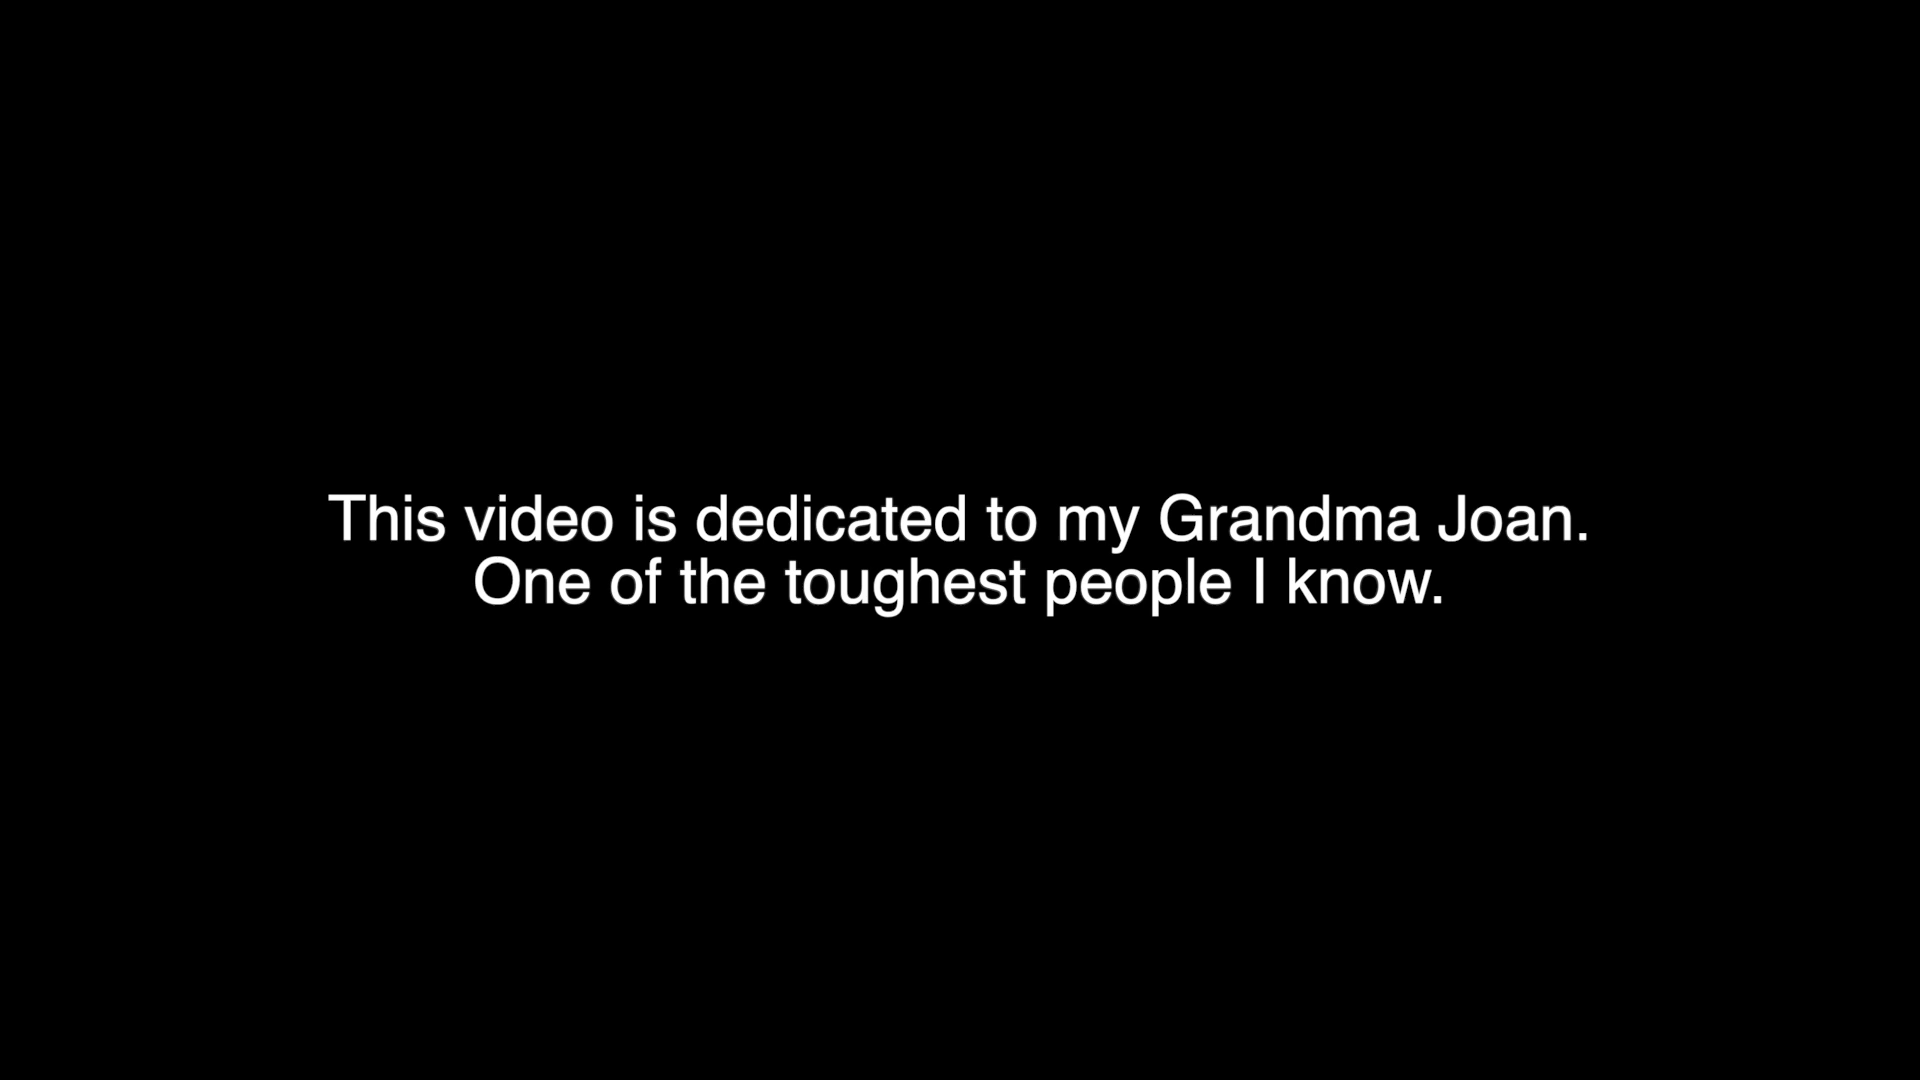 This video is dedicated to my Grandma Joan.
One of the toughest people I know.